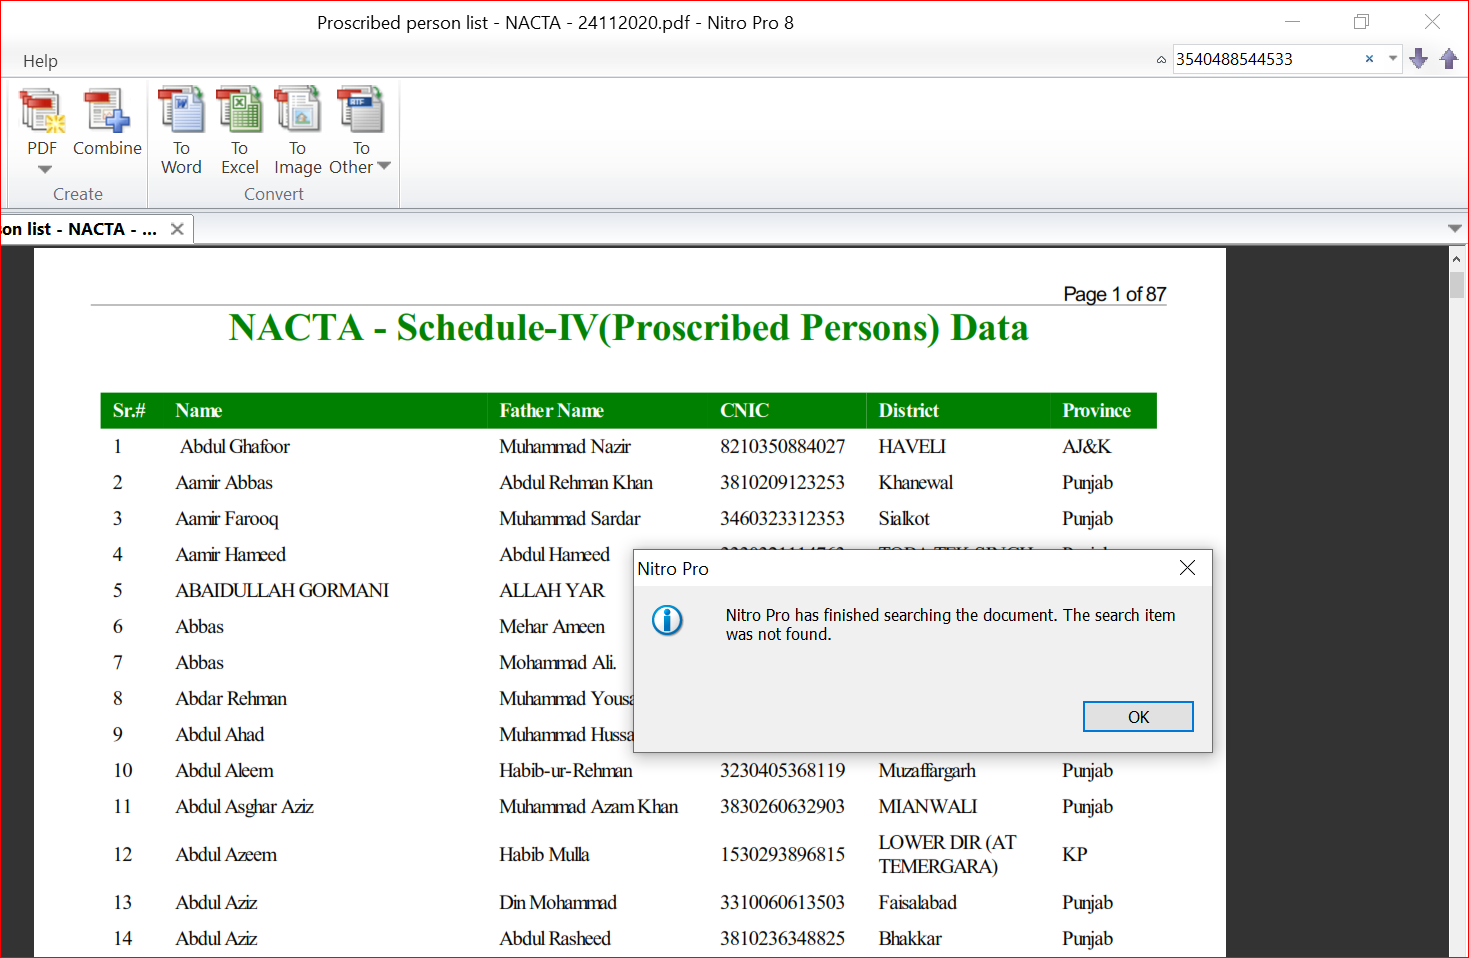 Proscribed person list - NACTA - 24112020.pdf - Nitro Pro 8
Help
3540488544533
PDF
Combine
To Word
To Excel
To Image
To Other
Create
Convert
on list - NACTA - ...
Page 1 of 87
NACTA - Schedule-IV(Proscribed Persons) Data
Sr.# Name Father Name CNIC District Province
1 Abdul Ghafoor Muhammad Nazir 8210350884027 HAVELI AJ&K
2 Aamir Abbas Abdul Rehman Khan 3810209123253 Khanewal Punjab
3 Aamir Farooq Muhammad Sardar 3460323312353 Sialkot Punjab
4 Aamir Hameed Abdul Hameed
5 ABAIDULLAH GORMANI ALLAH YAR
6 Abbas Mehar Ameen
7 Abbas Mohammad Ali.
8 Abdar Rehman Muhammad Yousa
9 Abdul Ahad Muhammad Hussa
Nitro Pro
Nitro Pro has finished searching the document. The search item
was not found.
OK
10 Abdul Aleem Habib-ur-Rehman 3230405368119 Muzaffargarh Punjab
11 Abdul Asghar Aziz Muhammad Azam Khan 3830260632903 MIANWALI Punjab
12 Abdul Azeem Habib Mulla 1530293896815 LOWER DIR (AT TEMERGARA) KP
13 Abdul Aziz Din Mohammad 3310060613503 Faisalabad Punjab
14 Abdul Aziz Abdul Rasheed 3810236348825 Bhakkar Punjab